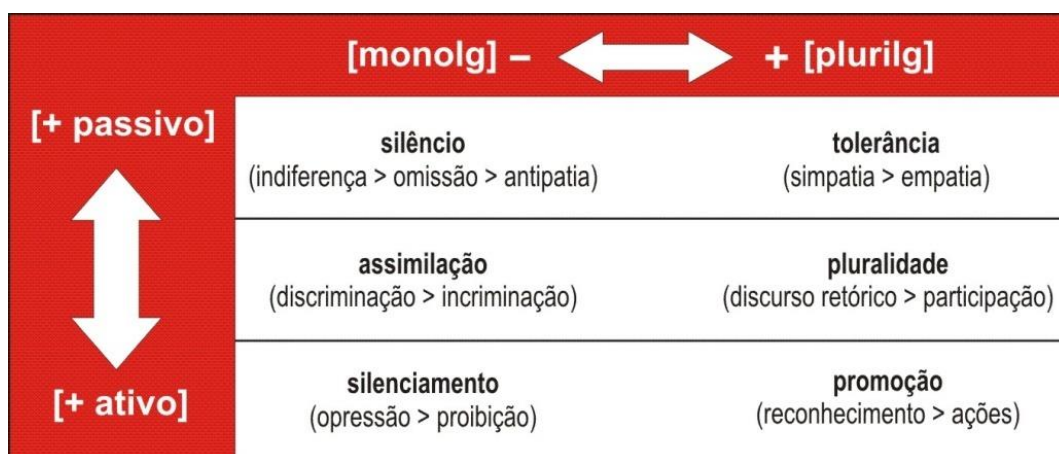 [monolg] – + [plurilg]
[+ passivo]
silêncio
(indiferença > omissão > antipatia)
tolerância
(simpatia > empatia)
assimilação
(discriminação > incriminação)
pluralidade
(discurso retórico > participação)
[+ ativo]
silenciamento
(opressão > proibição)
promoção
(reconhecimento > ações)